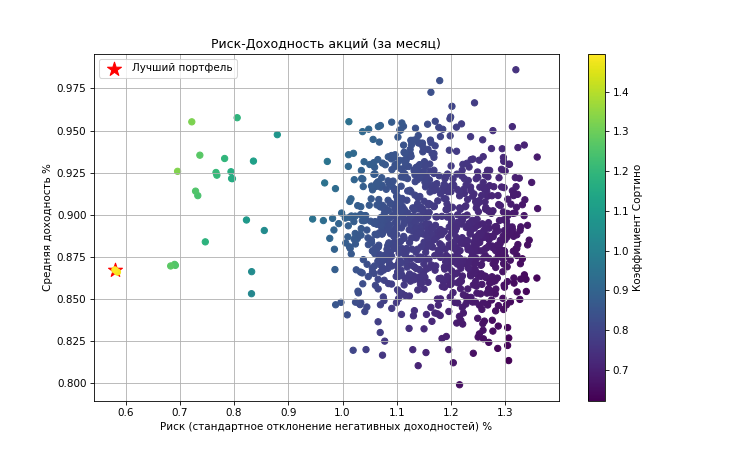 Риск-Доходность акций (за месяц)
Лучший портфель
0.975
0.950
0.925
0.900
0.875
0.850
0.825
0.800
Средняя доходность %
0.6 0.7 0.8 0.9 1.0 1.1 1.2 1.3
Риск (стандартное отклонение негативных доходностей) %
1.4
1.3
1.2
1.1
1.0
0.9
0.8
0.7
Коэффициент Сортино